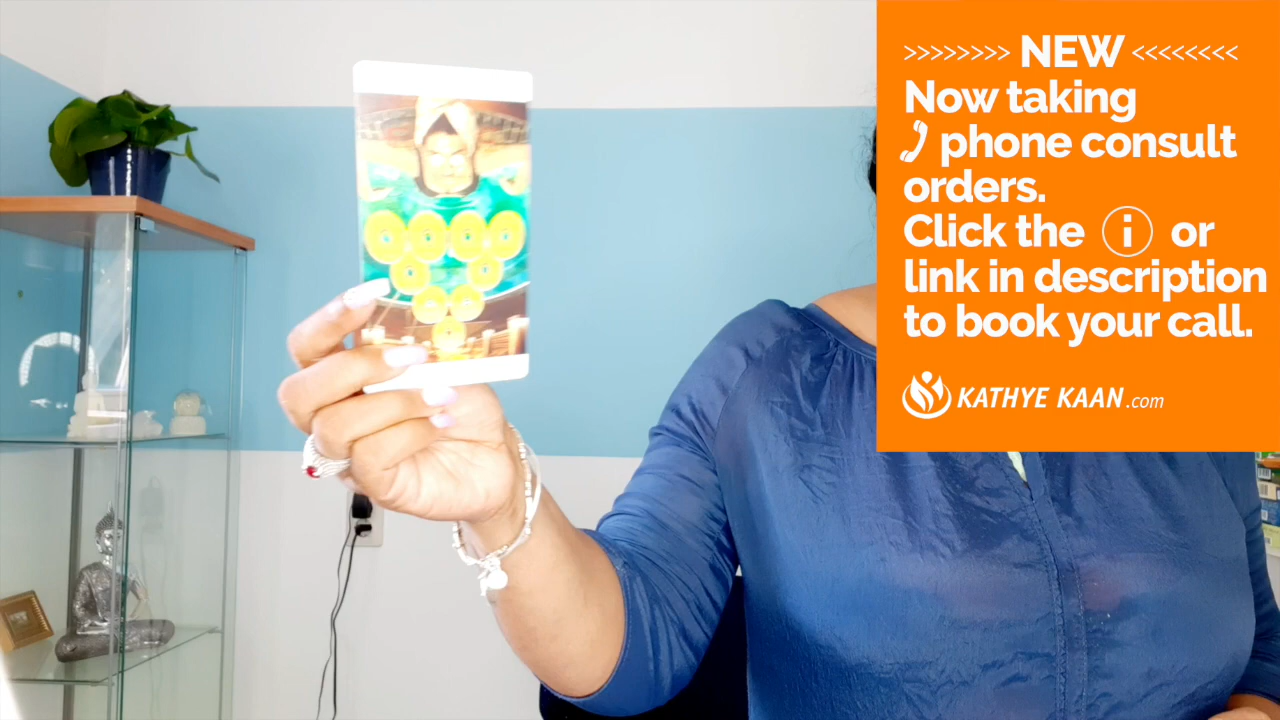 >>>>>>>> NEW <<<<<<<<
Now taking
phone consult
orders.
Click the i or
link in description
to book your call.
KATHYE KAAN.com